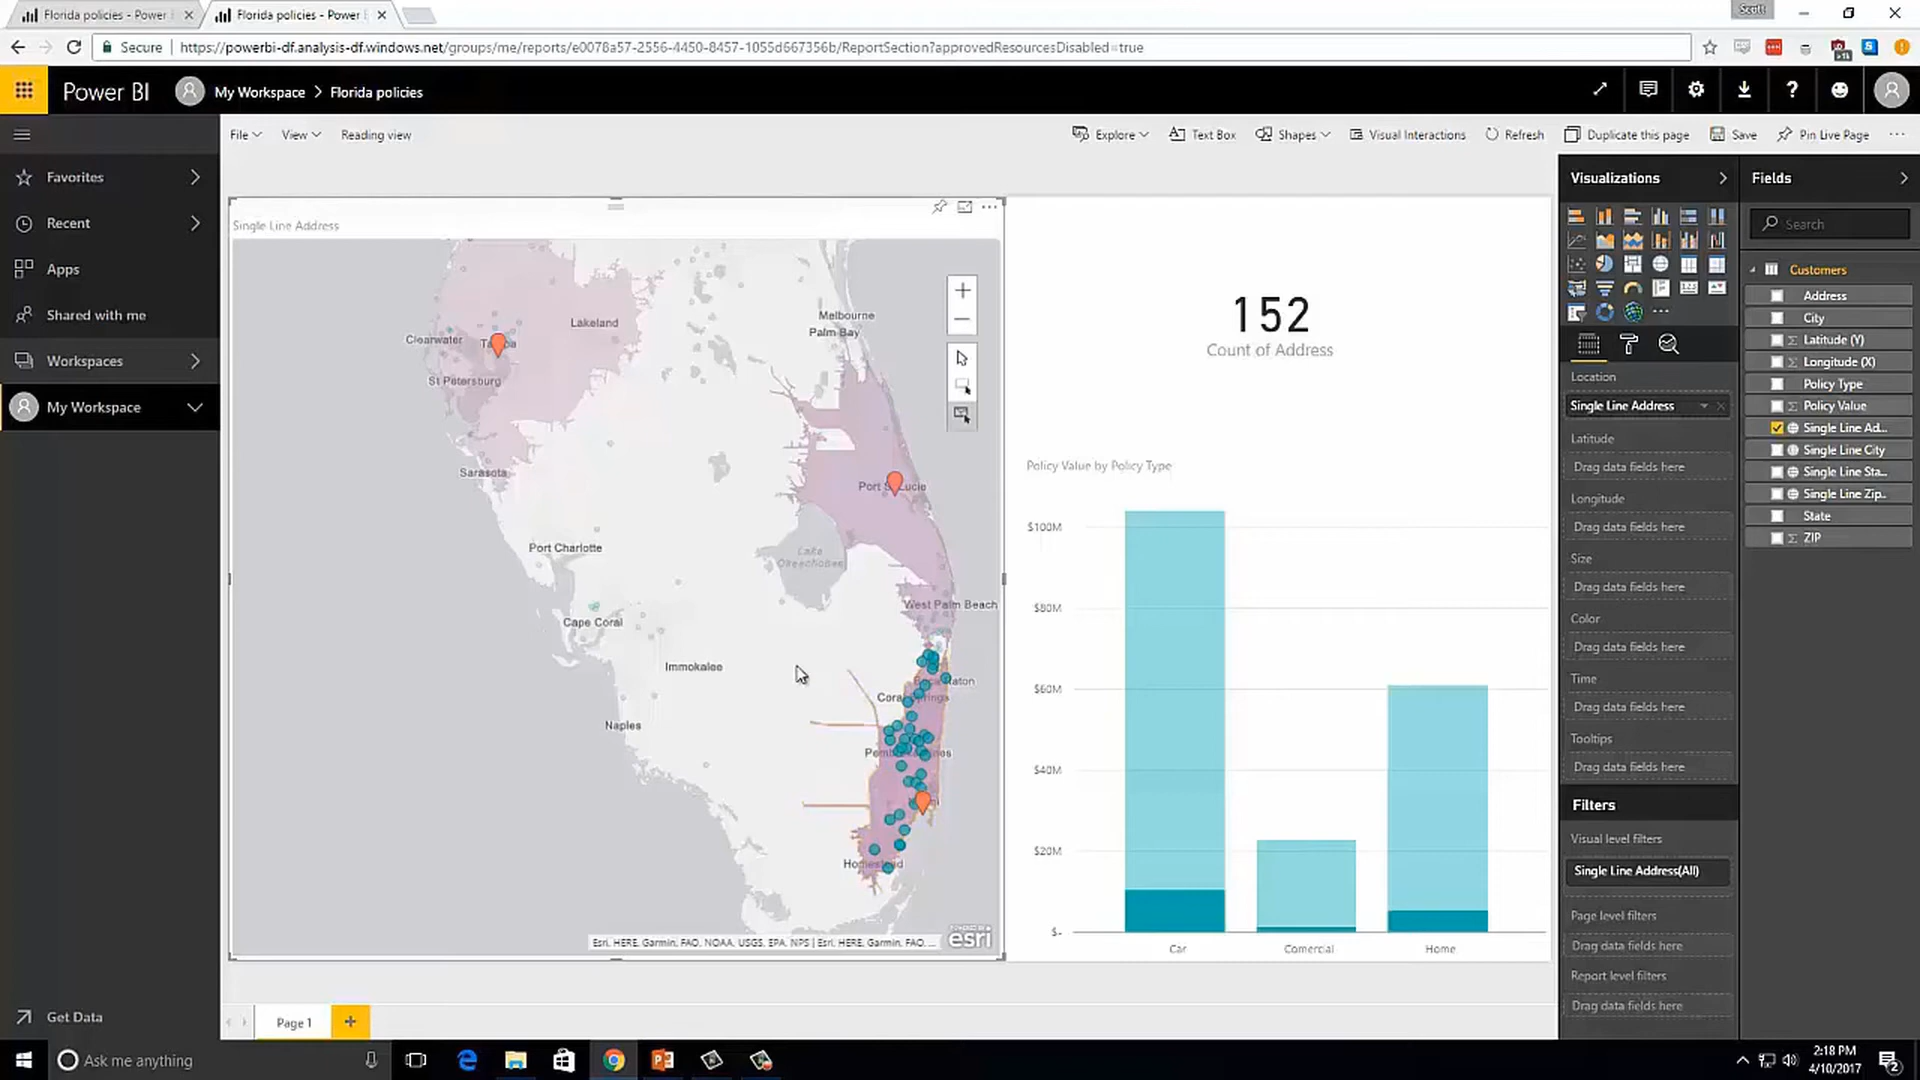 Florida policies - Power
Florida policies - Power
Scott
Secure
https://powerbi-df.analysis-df.windows.net/groups/me/reports/e0078a57-2556-4450-8457-1055d667356b/ReportSection?approvedResourcesDisabled=true
Power BI
My Workspace > Florida policies
File
View
Reading view
Explore
Text Box
Shapes
Visual Interactions
Refresh
Duplicate this page
Save
Pin Live Page
Favorites
Recent
Apps
Shared with me
Workspaces
My Workspace
Get Data
Single Line Address
Lakeland
Melbourne
Palm Bay
Clearwater
St Petersburg
Sarasota
Port Charlotte
Lake
Okeechobee
West Palm Beach
Cape Coral
Immokalee
Naples
Homestead
Esri, HERE, Garmin, FAO, NOAA, USGS, EPA, NPS | Esri, HERE, Garmin, FAO, ...
esri
152
Count of Address
Policy Value by Policy Type
$100M
$80M
$60M
$40M
$20M
$-
Car
Comercial
Home
Page 1
Visualizations
Location
Single Line Address
Latitude
Drag data fields here
Longitude
Drag data fields here
Size
Drag data fields here
Color
Drag data fields here
Time
Drag data fields here
Tooltips
Drag data fields here
Filters
Visual level filters
Single Line Address(All)
Page level filters
Drag data fields here
Report level filters
Drag data fields here
Fields
Search
Customers
Address
City
Latitude (Y)
Longitude (X)
Policy Type
Policy Value
Single Line Ad...
Single Line City
Single Line Sta...
Single Line Zip...
State
ZIP
Ask me anything
2:18 PM
4/10/2017